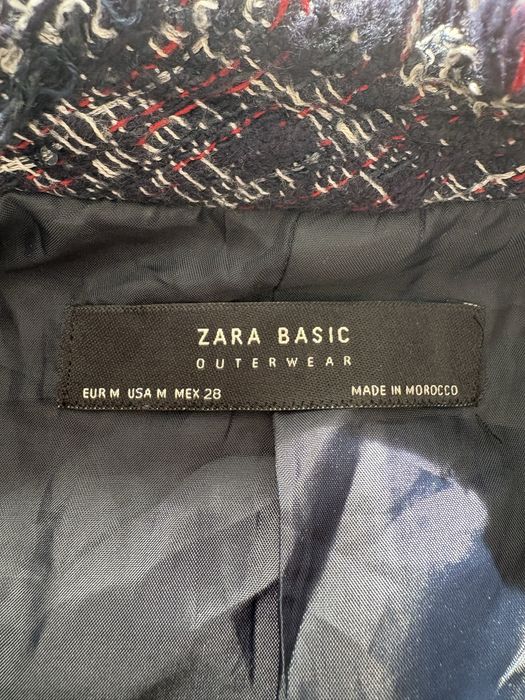 ZARA BASIC
OUTERWEAR
EUR M USA M MEX 28 MADE IN MOROCCO